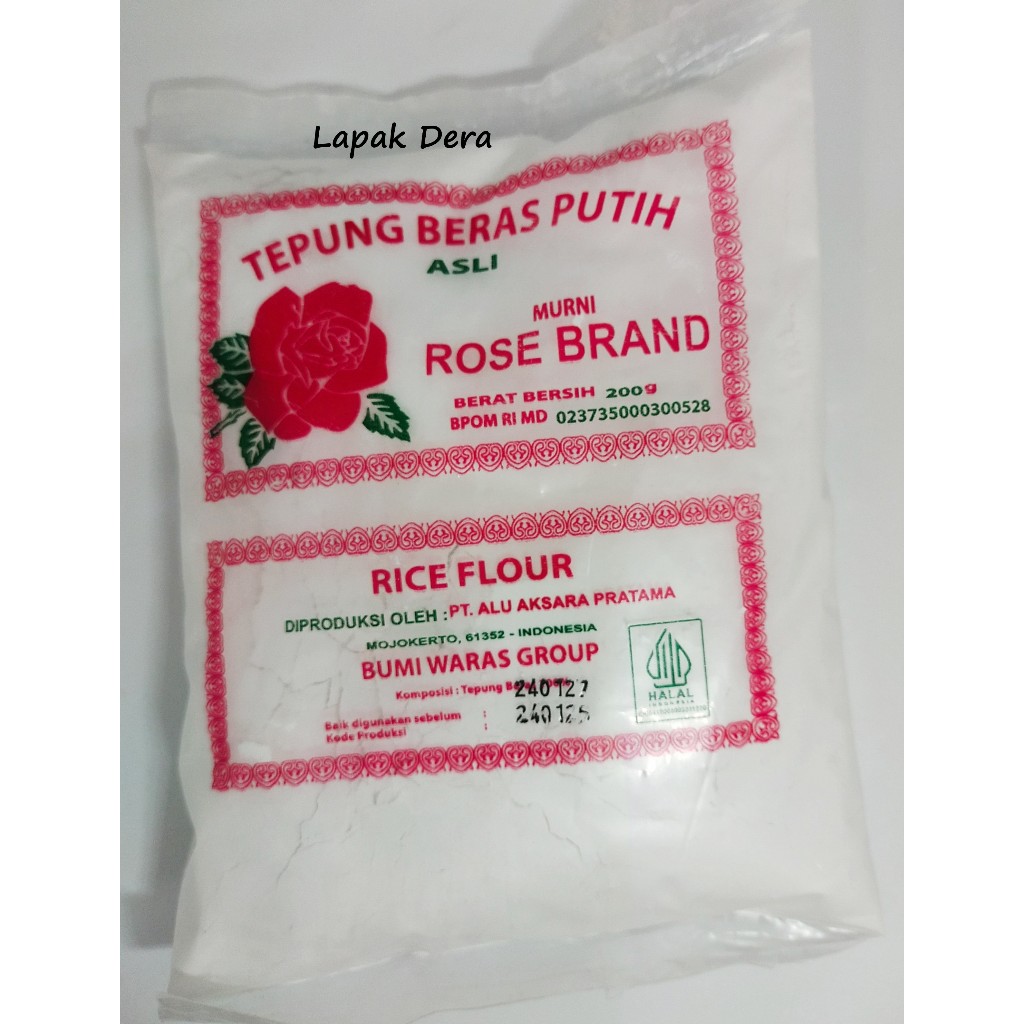 Lapak Dera
TEPUNG BERAS PUTIH
ASLI
MURNI
ROSE BRAND
BERAT BERSIH 200g
BPOM RI MD 023735000300528
RICE FLOUR
DIPRODUKSI OLEH : PT. ALU AKSARA PRATAMA
MOJOKERTO, 61352 - INDONESIA
BUMI WARAS GROUP
Komposisi : Tepung
240127
Baik digunakan sebelum :
Kode Produksi :
HALAL
INDONESIA